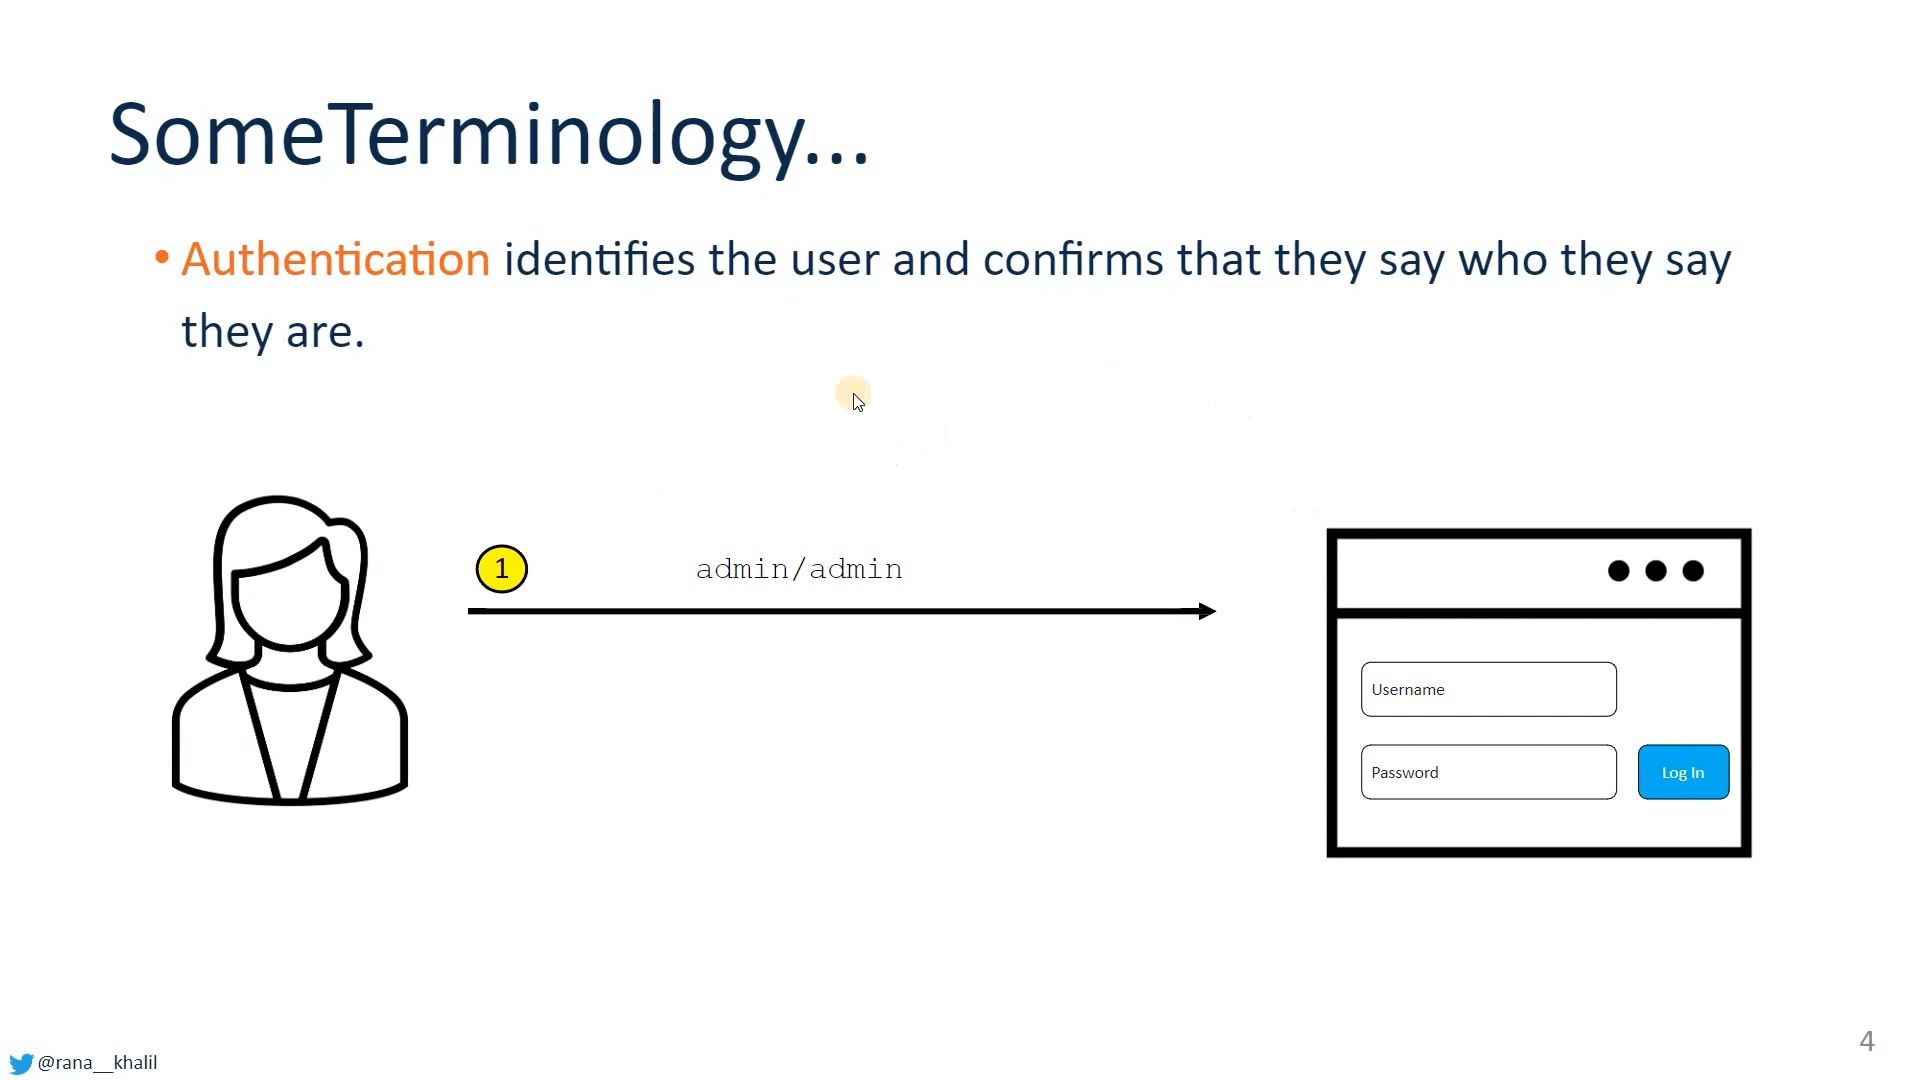 SomeTerminology...
• Authentication identifies the user and confirms that they say who they say
they are.
1
admin/admin
Username
Password
Log In
@rana__khalil
4